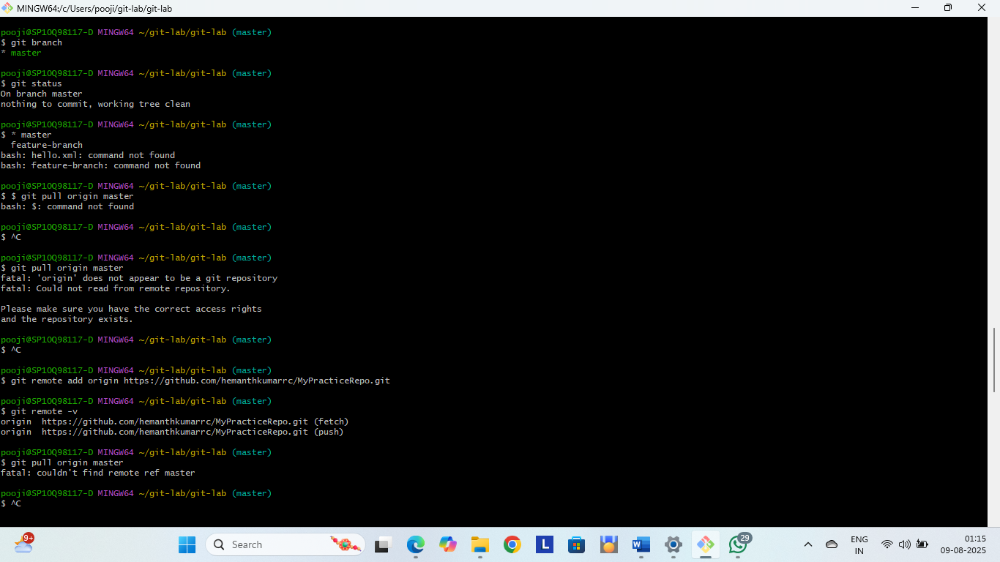 MINGW64:/c/Users/pooji/git-lab/git-lab
pooji@SP10Q98117-D MINGW64 ~/git-lab/git-lab (master)
$ git branch
* master
pooji@SP10Q98117-D MINGW64 ~/git-lab/git-lab (master)
$ git status
On branch master
nothing to commit, working tree clean
pooji@SP10Q98117-D MINGW64 ~/git-lab/git-lab (master)
$ * master
  feature-branch
bash: hello.xml: command not found
bash: feature-branch: command not found
pooji@SP10Q98117-D MINGW64 ~/git-lab/git-lab (master)
$ $ git pull origin master
bash: $: command not found
pooji@SP10Q98117-D MINGW64 ~/git-lab/git-lab (master)
$ ^C
pooji@SP10Q98117-D MINGW64 ~/git-lab/git-lab (master)
$ git pull origin master
fatal: 'origin' does not appear to be a git repository
fatal: Could not read from remote repository.
Please make sure you have the correct access rights
and the repository exists.
pooji@SP10Q98117-D MINGW64 ~/git-lab/git-lab (master)
$ ^C
pooji@SP10Q98117-D MINGW64 ~/git-lab/git-lab (master)
$ git remote add origin https://github.com/hemanthkumarrc/MyPracticeRepo.git
pooji@SP10Q98117-D MINGW64 ~/git-lab/git-lab (master)
$ git remote -v
origin  https://github.com/hemanthkumarrc/MyPracticeRepo.git (fetch)
origin  https://github.com/hemanthkumarrc/MyPracticeRepo.git (push)
pooji@SP10Q98117-D MINGW64 ~/git-lab/git-lab (master)
$ git pull origin master
fatal: couldn't find remote ref master
pooji@SP10Q98117-D MINGW64 ~/git-lab/git-lab (master)
$ ^C
9+
Search
L
W
29
ENG
IN
01:15
09-08-2025